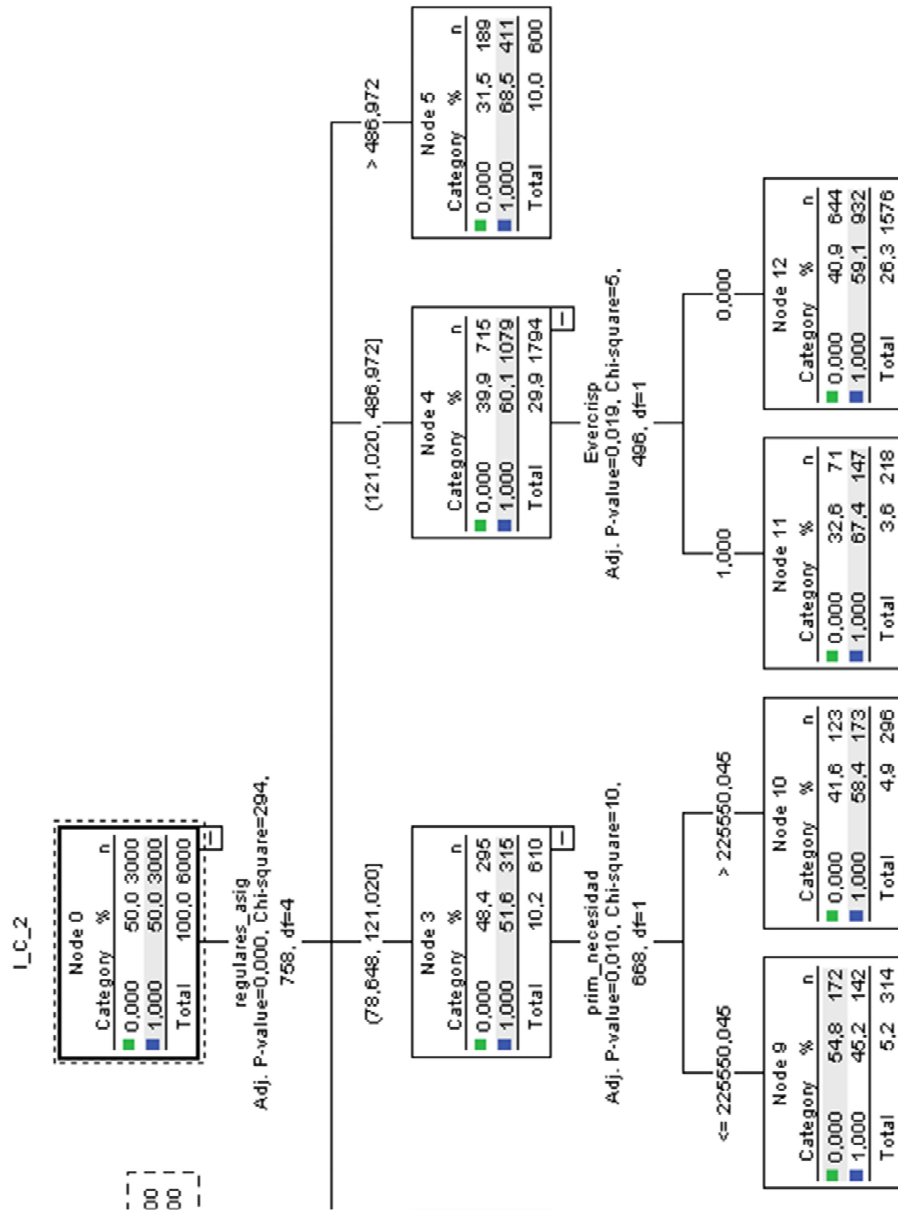 I_C_2
00
00
Node 0
Category % n
0,000 50,0 3000
1,000 50,0 3000
Total 100,0 6000
regulares_asig
Adj. P-value=0,000, Chi-square=294,
758, df=4
(78,648, 121,020]
(121,020, 486,972]
> 486,972
Node 3
Category % n
0,000 48,4 295
1,000 51,6 315
Total 10,2 610
Node 4
Category % n
0,000 39,9 715
1,000 60,1 1079
Total 29,9 1794
Node 5
Category % n
0,000 31,5 189
1,000 68,5 411
Total 10,0 600
prim_necesidad
Adj. P-value=0,010, Chi-square=10,
668, df=1
Evercrisp
Adj. P-value=0,019, Chi-square=5,
496, df=1
<= 225550,045
> 225550,045
1,000
0,000
Node 9
Category % n
0,000 54,8 172
1,000 45,2 142
Total 5,2 314
Node 10
Category % n
0,000 41,6 123
1,000 58,4 173
Total 4,9 296
Node 11
Category % n
0,000 32,6 71
1,000 67,4 147
Total 3,6 218
Node 12
Category % n
0,000 40,9 644
1,000 59,1 932
Total 26,3 1576